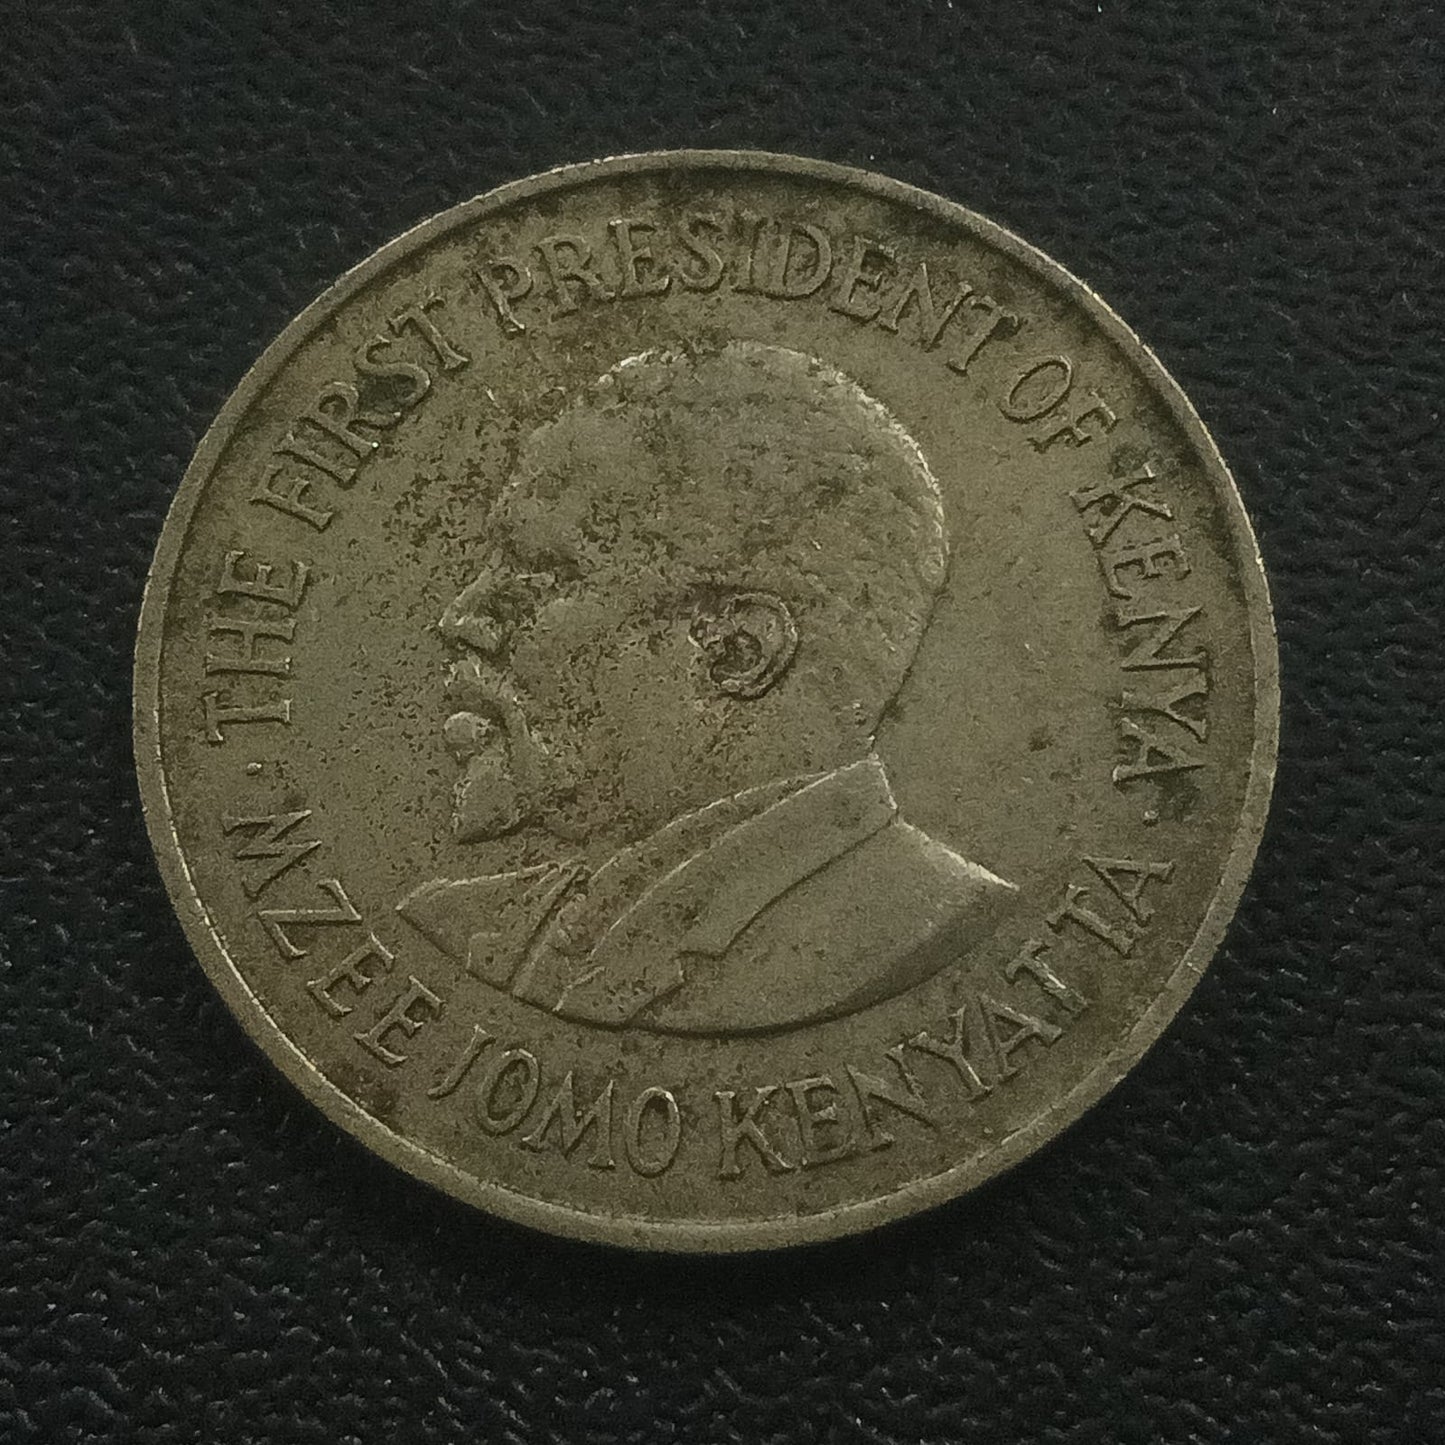 THE FIRST PRESIDENT OF KENYA
MZEE JOMO KENYATTA